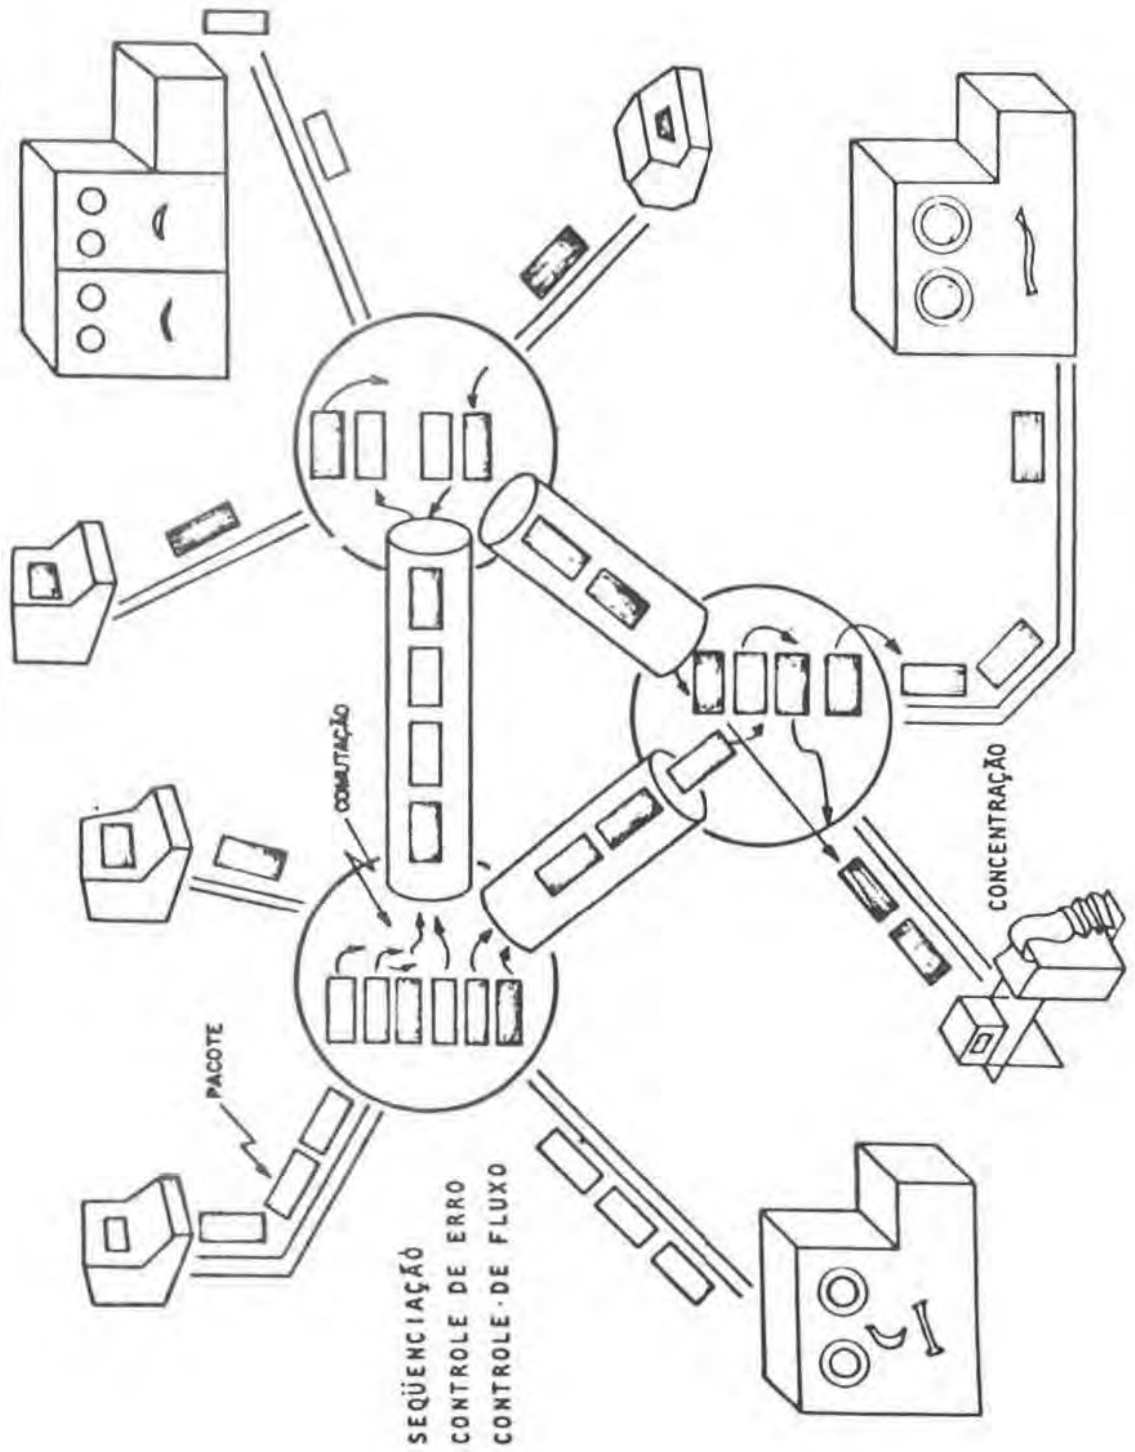 PACOTE
COMUTAÇÃO
SEQÜENCIAÇÃO
CONTROLE DE ERRO
CONTROLE DE FLUXO
CONCENTRAÇÃO